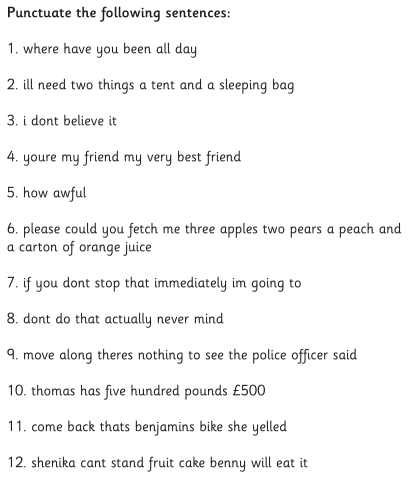 Punctuate the following sentences:
1. where have you been all day
2. ill need two things a tent and a sleeping bag
3. i dont believe it
4. youre my friend my very best friend
5. how awful
6. please could you fetch me three apples two pears a peach and
a carton of orange juice
7. if you dont stop that immediately im going to
8. dont do that actually never mind
9. move along theres nothing to see the police officer said
10. thomas has five hundred pounds £500
11. come back thats benjamins bike she yelled
12. shenika cant stand fruit cake benny will eat it